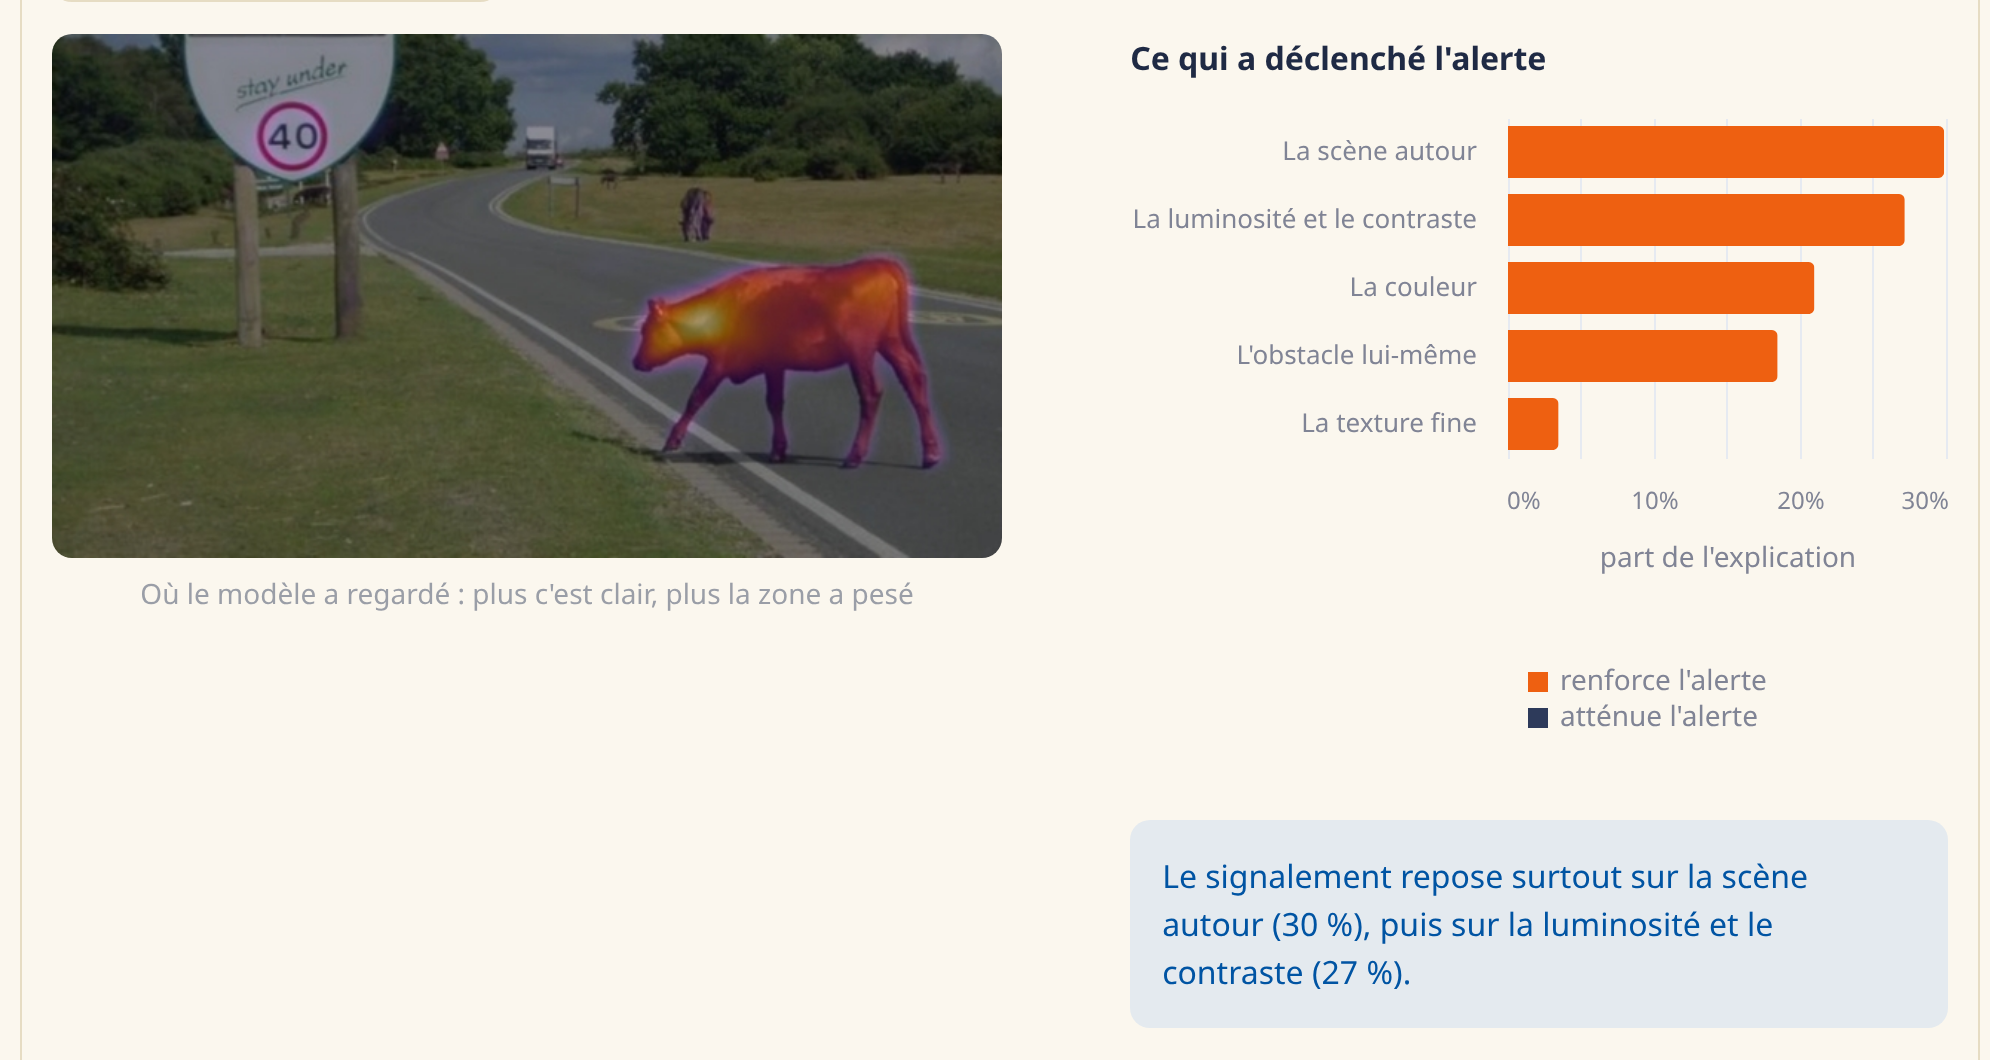 stay under
40
Où le modèle a regardé : plus c'est clair, plus la zone a pesé
Ce qui a déclenché l'alerte
La scène autour
La luminosité et le contraste
La couleur
L'obstacle lui-même
La texture fine
0% 10% 20% 30%
part de l'explication
renforce l'alerte
atténue l'alerte
Le signalement repose surtout sur la scène
autour (30 %), puis sur la luminosité et le
contraste (27 %).